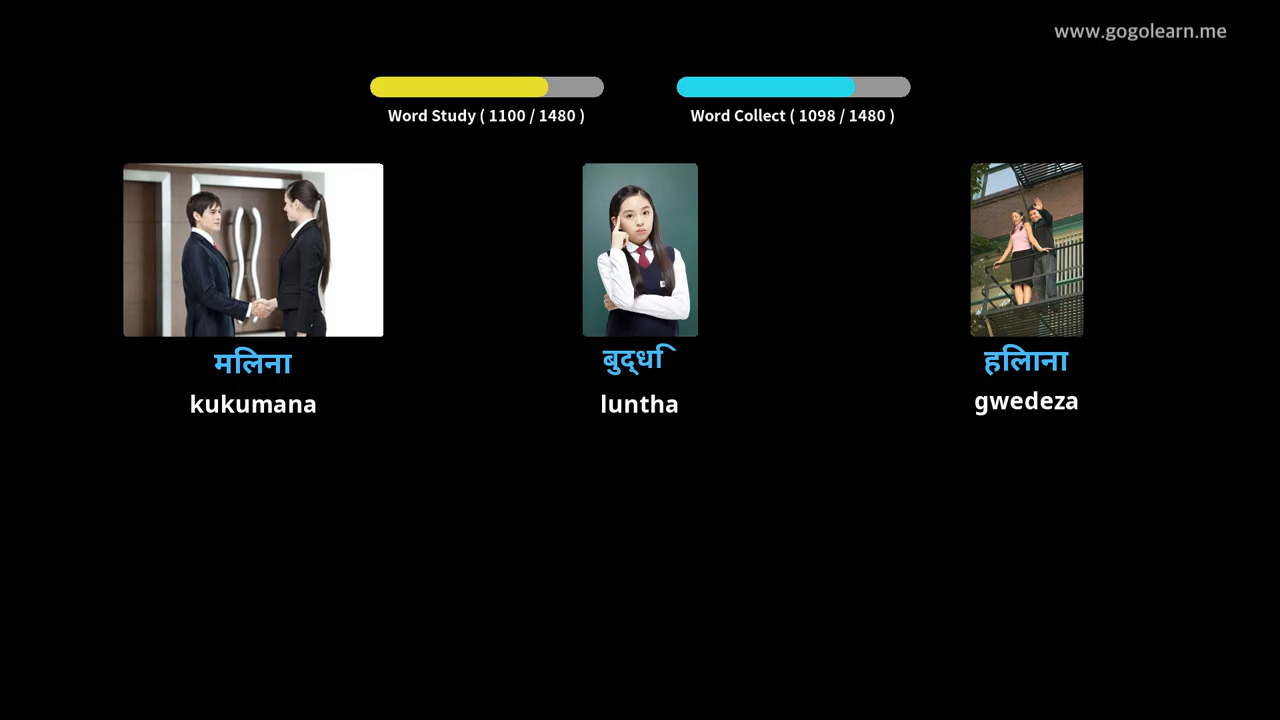 www.gogolearn.me
Word Study ( 1100 / 1480 )
Word Collect ( 1098 / 1480 )
मलिना
बुद्धि
हलिाना
kukumana
luntha
gwedeza